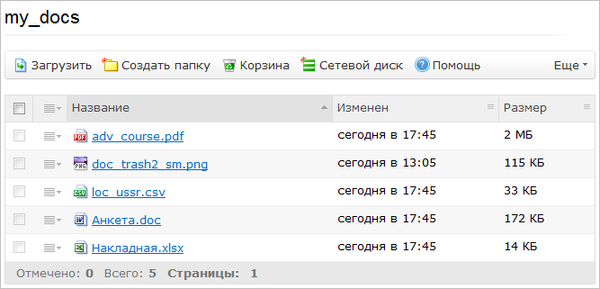 my_docs
Загрузить Создать папку Корзина Сетевой диск Помощь Еще
Название Изменен Размер
PDF adv_course.pdf сегодня в 17:45 2 МБ
PNG doc_trash2_sm.png сегодня в 13:05 115 КБ
loc_ussr.csv сегодня в 17:45 33 КБ
Анкета.doc сегодня в 17:45 172 КБ
Накладная.xlsx сегодня в 17:45 14 КБ
Отмечено: 0 Всего: 5 Страницы: 1